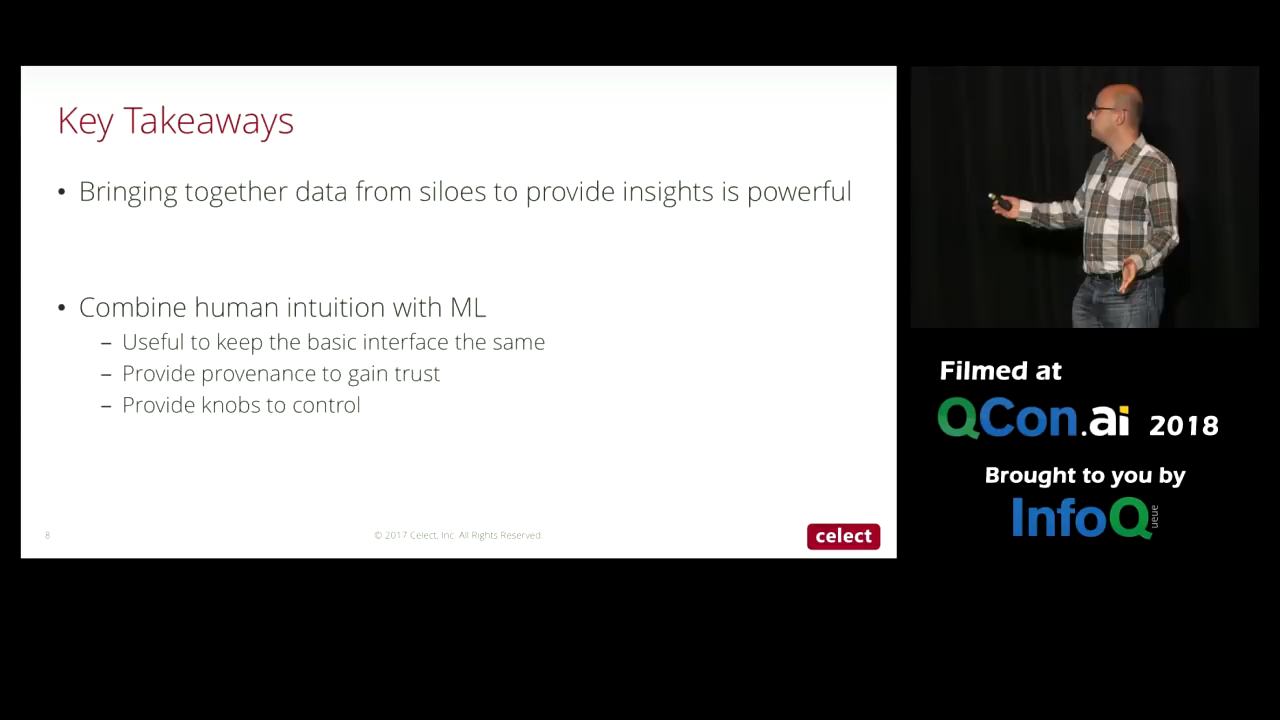 Key Takeaways
• Bringing together data from siloes to provide insights is powerful
• Combine human intuition with ML
– Useful to keep the basic interface the same
– Provide provenance to gain trust
– Provide knobs to control
8
© 2017 Celect, Inc. All Rights Reserved.
celect
Filmed at
QCon.ai 2018
Brought to you by
InfoQ
ueue